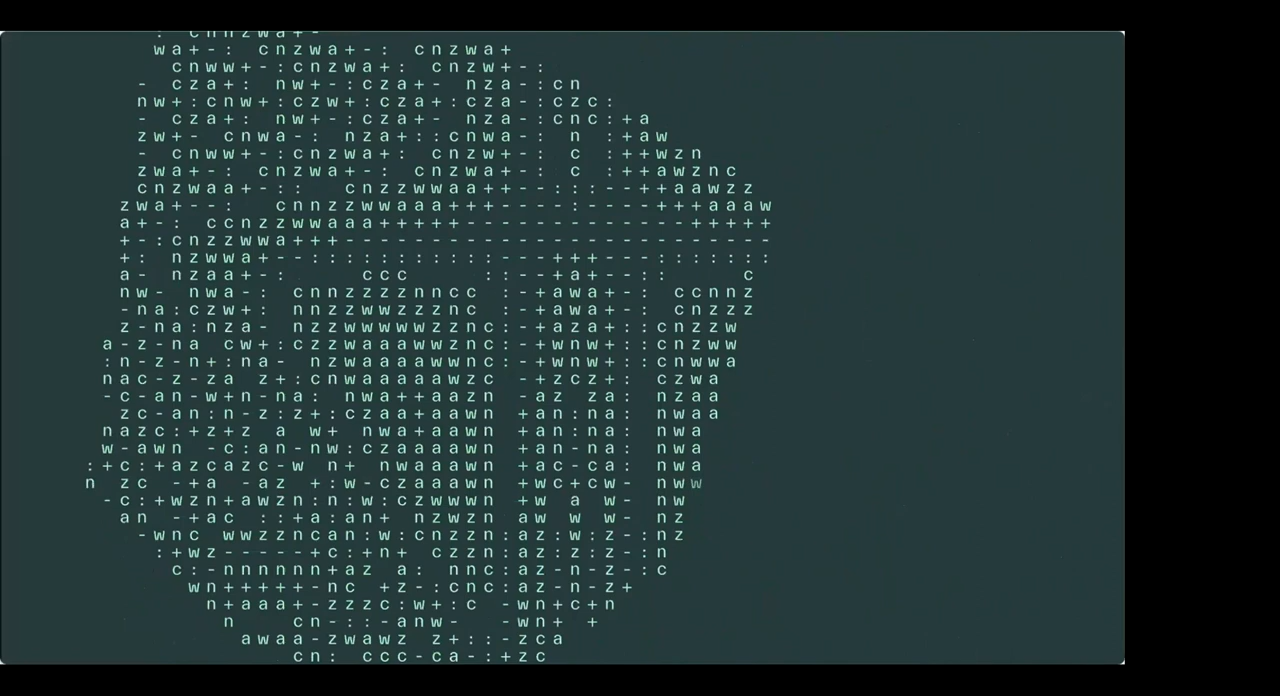 : cnnzwa+-
wa+-: cnzwa+-: cnzwa+
cnww+-:cnzwa+: cnzw+-:
- cza+: nw+-:cza+- nza-:cn
nw+:cnw+:czw+:cza+:cza-:czc:
- cza+: nw+-:cza+- nza-:cnc:+a
zw+- cnwa-: nza+::cnwa-: n :+aw
- cnww+-:cnzwa+: cnzw+-: c :++wzn
zwa+-: cnzwa+-: cnzwa+-: c :++awznc
cnzwaa+-:: cnzzwwaa++--:::--++aawzz
zwa+--: cnnzzwwaaa+++----:----+++aaaw
a+-: ccnzzwwaaa+++++-------------+++++
+-:cnzzwwa+++-------------------------
+: nzwwa+--:::::::::::---+++---:::::::
a- nzaa+-: ccc ::--+a+--:: c
nw- nwa-: cnnzzzznncc :-+awa+-: ccnnz
-na:czw+: nnzzwwzzznc :-+awa+-: cnzzz
z-na:nza- nzzwwwwwzznc:-+aza+::cnzzw
a-z-na cw+:czzwaaawwznc:-+wnw+::cnzww
:n-z-n+:na- nzwaaaawwnc:-+wnw+::cnwwa
nac-z-za z+:cnwaaaaawzc -+zcz+: czwa
-c-an-w+n-na: nwa++aazn -az za: nzaa
zc-an:n-z:z+:czaa+aawn +an:na: nwaa
nazc:+z+z a w+ nwa+aawn +an:na: nwa
w-awn -c:an-nw:czaaaawn +an-na: nwa
:+c:+azcazc-w n+ nwaaawn +ac-ca: nwa
n zc -+a -az +:w-czaaawn +wc+cw- nww
-c:+wzn+awzn:n:w:czwwwn +w a w- nw
an -+ac ::+a:an+ nzwzn aw w w- nz
-wnc wwzzncan:w:cnzzn:az:w:z-:nz
:+wz-----+c:+n+ czzn:az:z:z-:n
c:-nnnnnn+az a: nnc:az-n-z-:c
wn+++++-nc +z-:cnc:az-n-z+
n+aaa+-zzzc:w+:c -wn+c+n
n cn-::-anw- -wn+ +
awaa-zwawz z+::-zca
cn: ccc-ca-:+zc